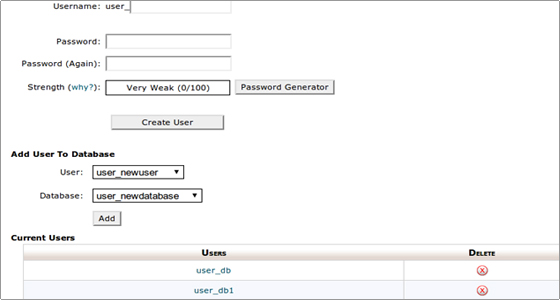 Username: user_
Password:
Password (Again):
Strength (why?): Very Weak (0/100) Password Generator
Create User
Add User To Database
User: user_newuser
Database: user_newdatabase
Add
Current Users
Users Delete
user_db
user_db1